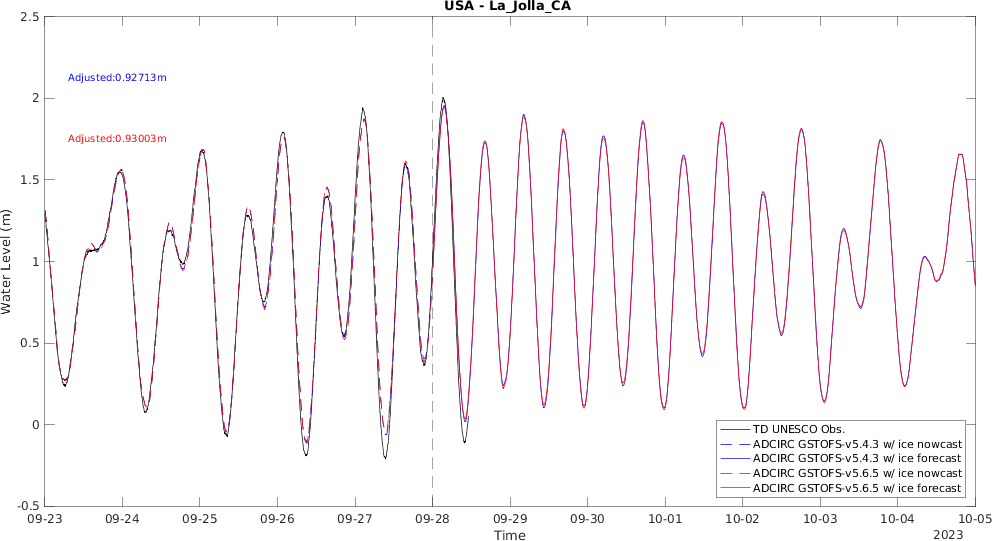 USA - La_Jolla_CA
2.5
2
1.5
1
0.5
0
-0.5
Water Level (m)
Adjusted:0.92713m
Adjusted:0.93003m
TD UNESCO Obs.
ADCIRC GSTOFS-v5.4.3 w/ ice nowcast
ADCIRC GSTOFS-v5.4.3 w/ ice forecast
ADCIRC GSTOFS-v5.6.5 w/ ice nowcast
ADCIRC GSTOFS-v5.6.5 w/ ice forecast
09-23 09-24 09-25 09-26 09-27 09-28 09-29 09-30 10-01 10-02 10-03 10-04 10-05
Time
2023